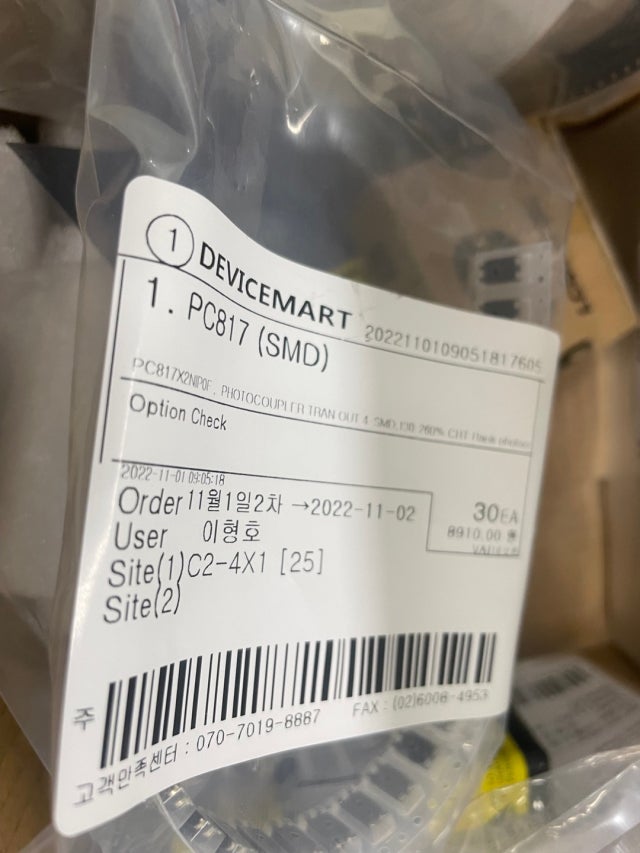 1 DEVICEMART 2022110109051817605
1. PC817 (SMD)
PC817X2NIP0F, PHOTOCOUPLER TRAN OUT 4-SMD,130-260% CHT
Option Check
2022-11-01 09:05:18
Order 11월1일2차 →2022-11-02
30EA
User 이형호
8910.00 원
Site(1)C2-4X1 [25]
Site(2)
주
고객만족센터 : 070-7019-8887 FAX : (02)6008-4953